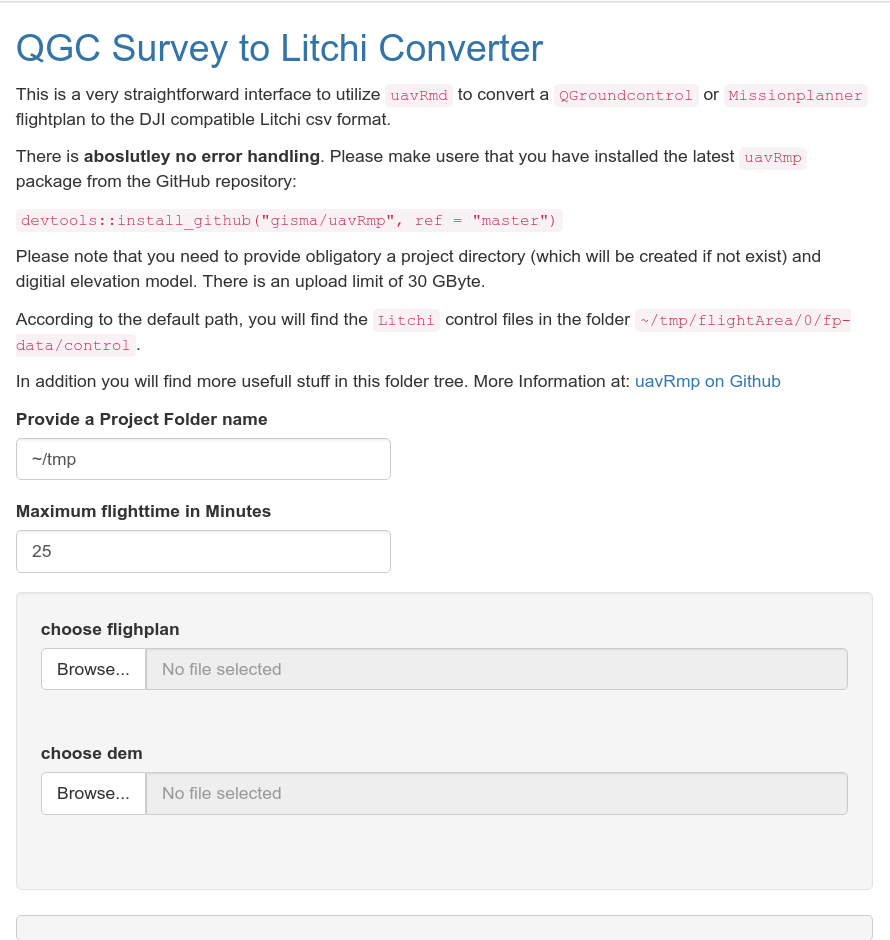 QGC Survey to Litchi Converter
This is a very straightforward interface to utilize uavRmd to convert a QGroundcontrol or Missionplanner
flightplan to the DJI compatible Litchi csv format.
There is aboslutley no error handling. Please make usere that you have installed the latest uavRmp
package from the GitHub repository:
devtools::install_github("gisma/uavRmp", ref = "master")
Please note that you need to provide obligatory a project directory (which will be created if not exist) and
digitial elevation model. There is an upload limit of 30 GByte.
According to the default path, you will find the Litchi control files in the folder ~/tmp/flightArea/0/fp-
data/control .
In addition you will find more usefull stuff in this folder tree. More Information at: uavRmp on Github
Provide a Project Folder name
~/tmp
Maximum flighttime in Minutes
25
choose flighplan
Browse... No file selected
choose dem
Browse... No file selected